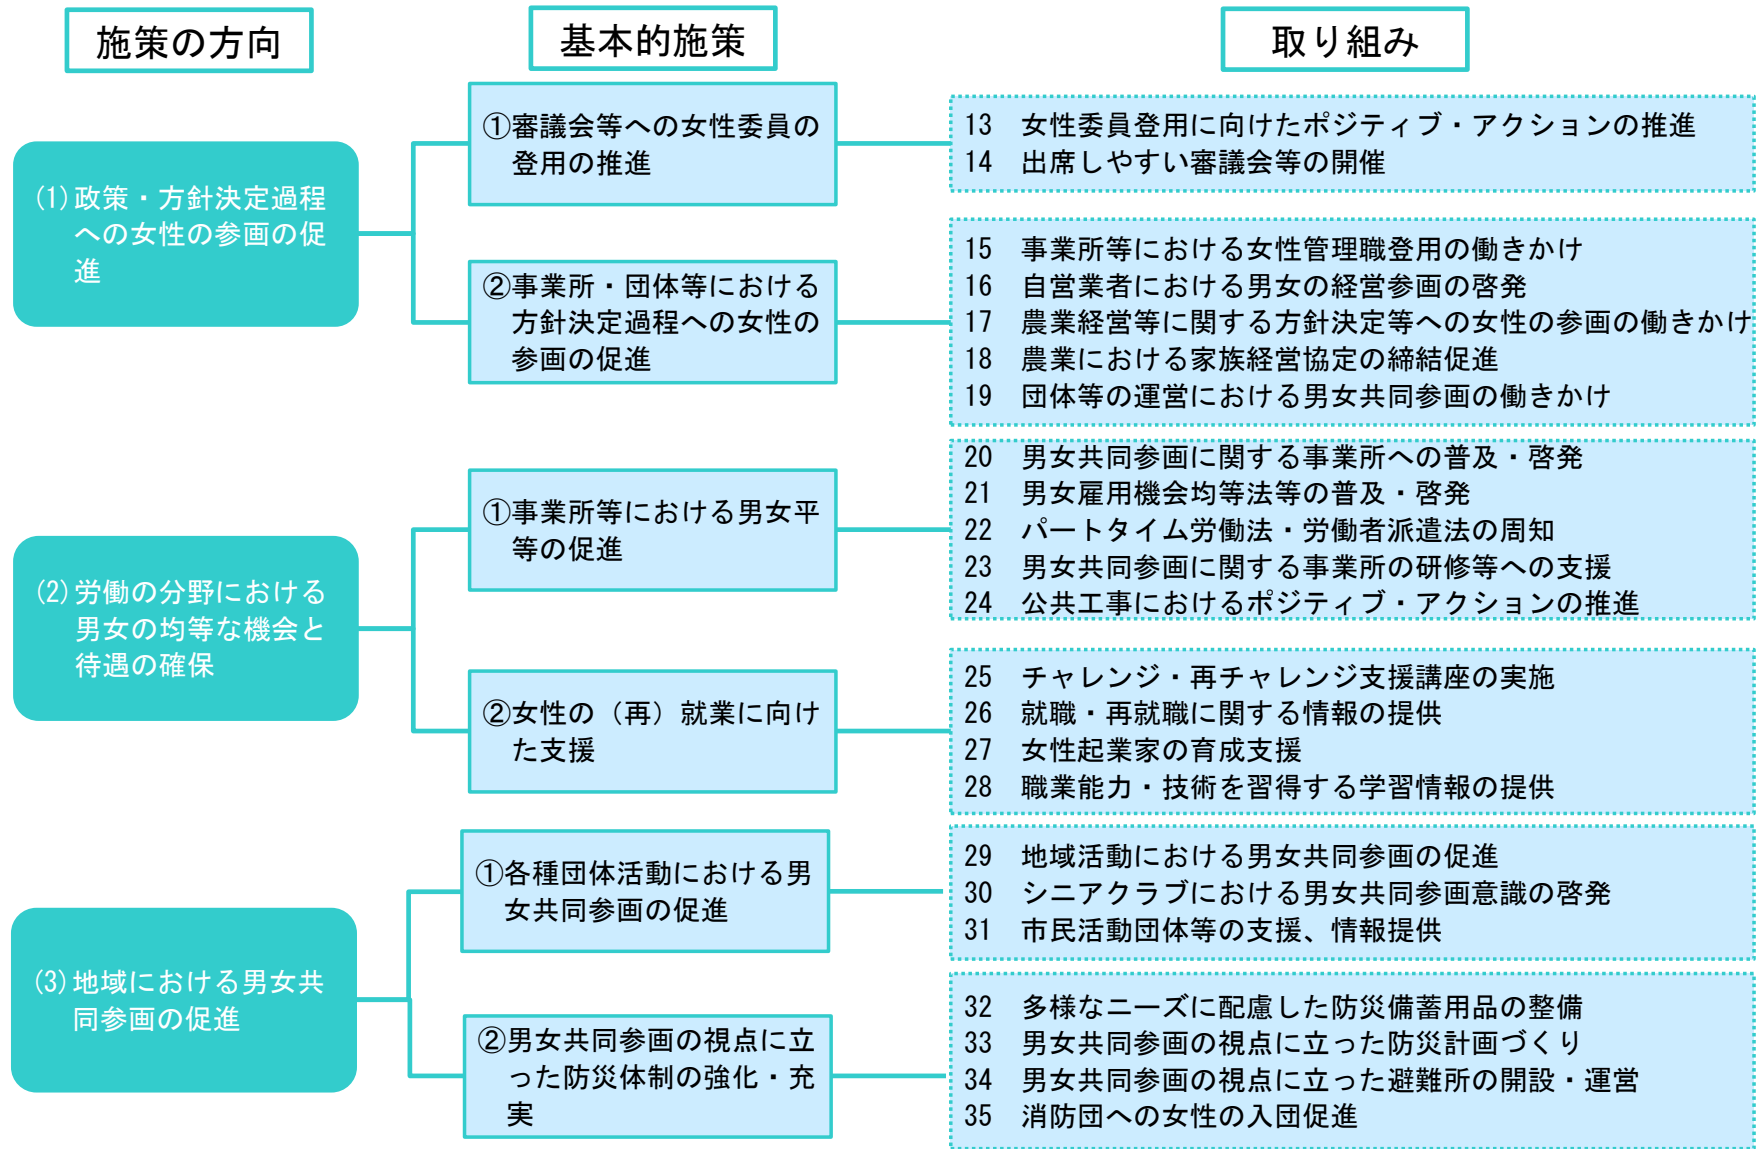 施策の方向
基本的施策
取り組み
(1)政策・方針決定過程
への女性の参画の促
進
①審議会等への女性委員の
登用の推進
13 女性委員登用に向けたポジティブ・アクションの推進
14 出席しやすい審議会等の開催
②事業所・団体等における
方針決定過程への女性の
参画の促進
15 事業所等における女性管理職登用の働きかけ
16 自営業者における男女の経営参画の啓発
17 農業経営等に関する方針決定等への女性の参画の働きかけ
18 農業における家族経営協定の締結促進
19 団体等の運営における男女共同参画の働きかけ
(2)労働の分野における
男女の均等な機会と
待遇の確保
①事業所等における男女平
等の促進
20 男女共同参画に関する事業所への普及・啓発
21 男女雇用機会均等法等の普及・啓発
22 パートタイム労働法・労働者派遣法の周知
23 男女共同参画に関する事業所の研修等への支援
24 公共工事におけるポジティブ・アクションの推進
②女性の（再）就業に向け
た支援
25 チャレンジ・再チャレンジ支援講座の実施
26 就職・再就職に関する情報の提供
27 女性起業家の育成支援
28 職業能力・技術を習得する学習情報の提供
(3)地域における男女共
同参画の促進
①各種団体活動における男
女共同参画の促進
29 地域活動における男女共同参画の促進
30 シニアクラブにおける男女共同参画意識の啓発
31 市民活動団体等の支援、情報提供
②男女共同参画の視点に立
った防災体制の強化・充
実
32 多様なニーズに配慮した防災備蓄用品の整備
33 男女共同参画の視点に立った防災計画づくり
34 男女共同参画の視点に立った避難所の開設・運営
35 消防団への女性の入団促進